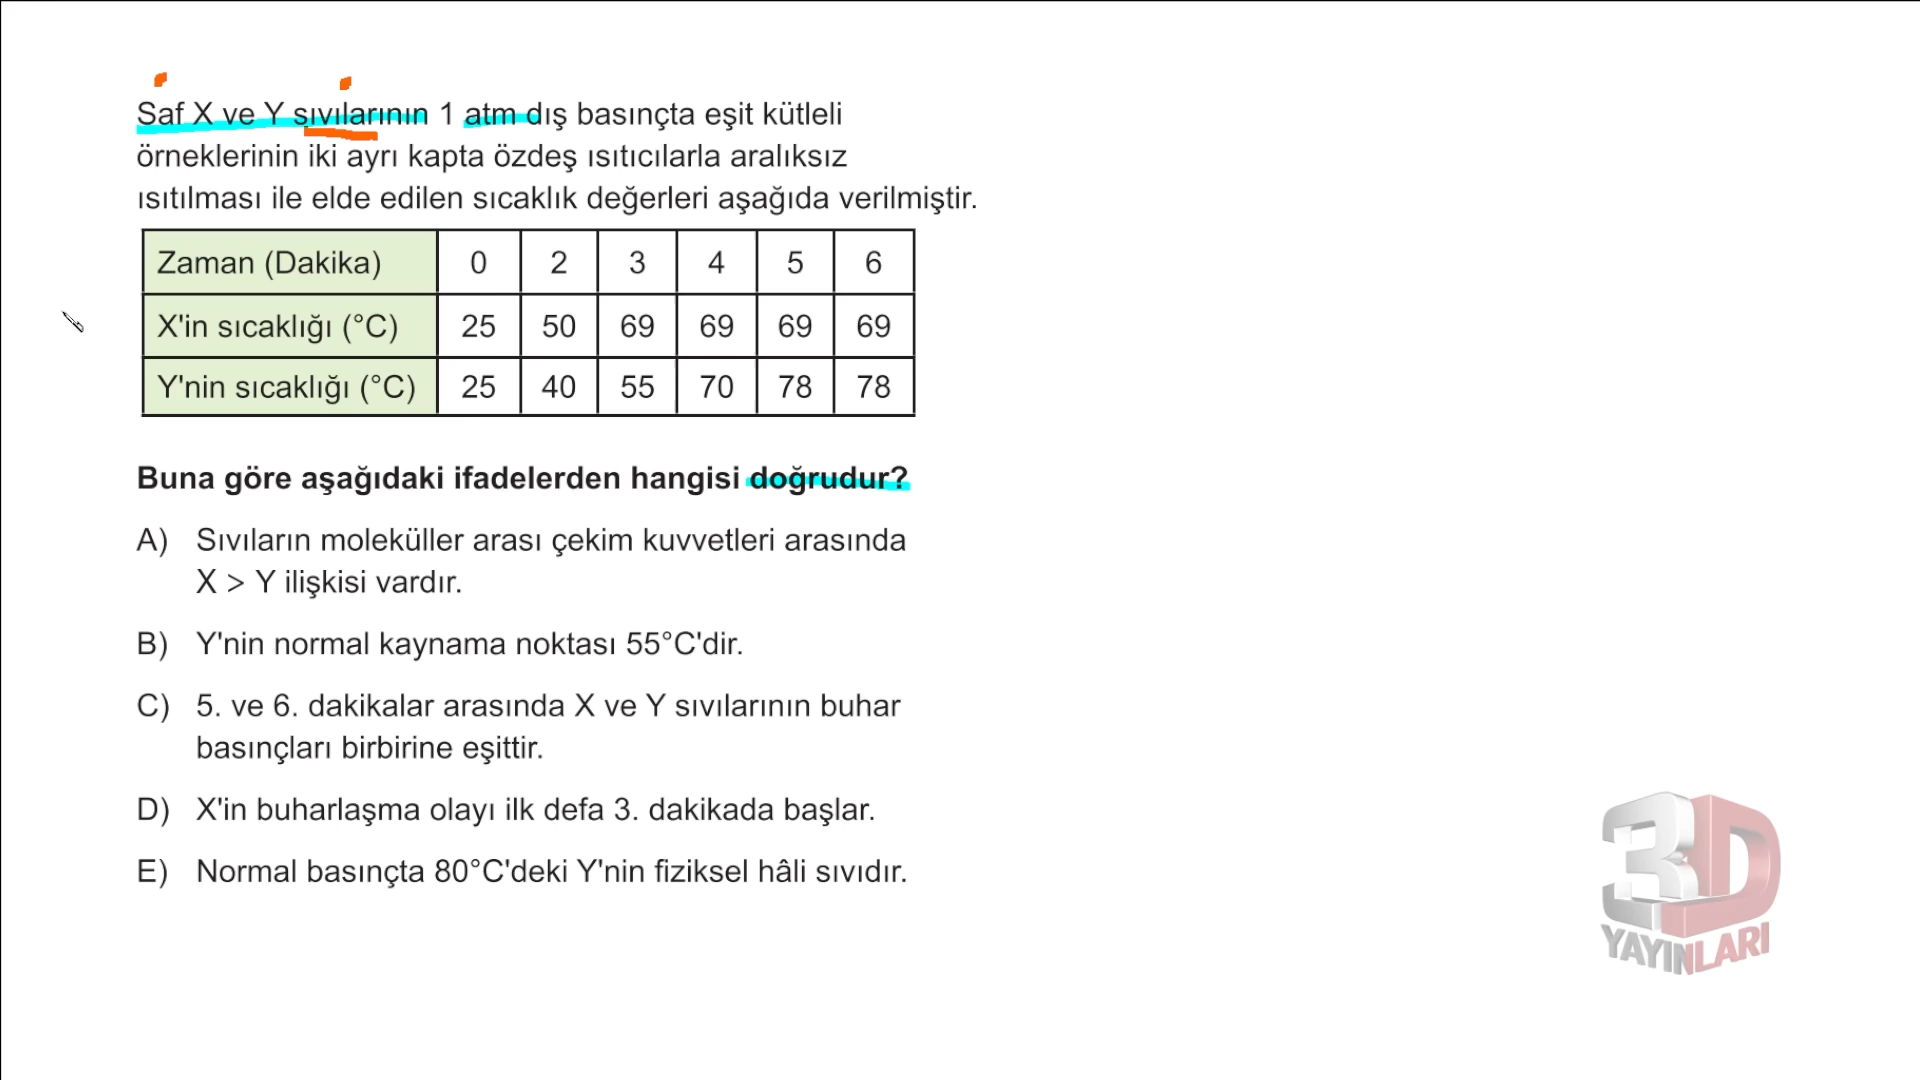 Saf X ve Y sıvılarının 1 atm dış basınçta eşit kütleli
örneklerinin iki ayrı kapta özdeş ısıtıcılarla aralıksız
ısıtılması ile elde edilen sıcaklık değerleri aşağıda verilmiştir.
Zaman (Dakika) 0 2 3 4 5 6
X'in sıcaklığı (°C) 25 50 69 69 69 69
Y'nin sıcaklığı (°C) 25 40 55 70 78 78
Buna göre aşağıdaki ifadelerden hangisi doğrudur?
A) Sıvıların moleküller arası çekim kuvvetleri arasında
X > Y ilişkisi vardır.
B) Y'nin normal kaynama noktası 55°C'dir.
C) 5. ve 6. dakikalar arasında X ve Y sıvılarının buhar
basınçları birbirine eşittir.
D) X'in buharlaşma olayı ilk defa 3. dakikada başlar.
E) Normal basınçta 80°C'deki Y'nin fiziksel hâli sıvıdır.
3D
YAYINLARI